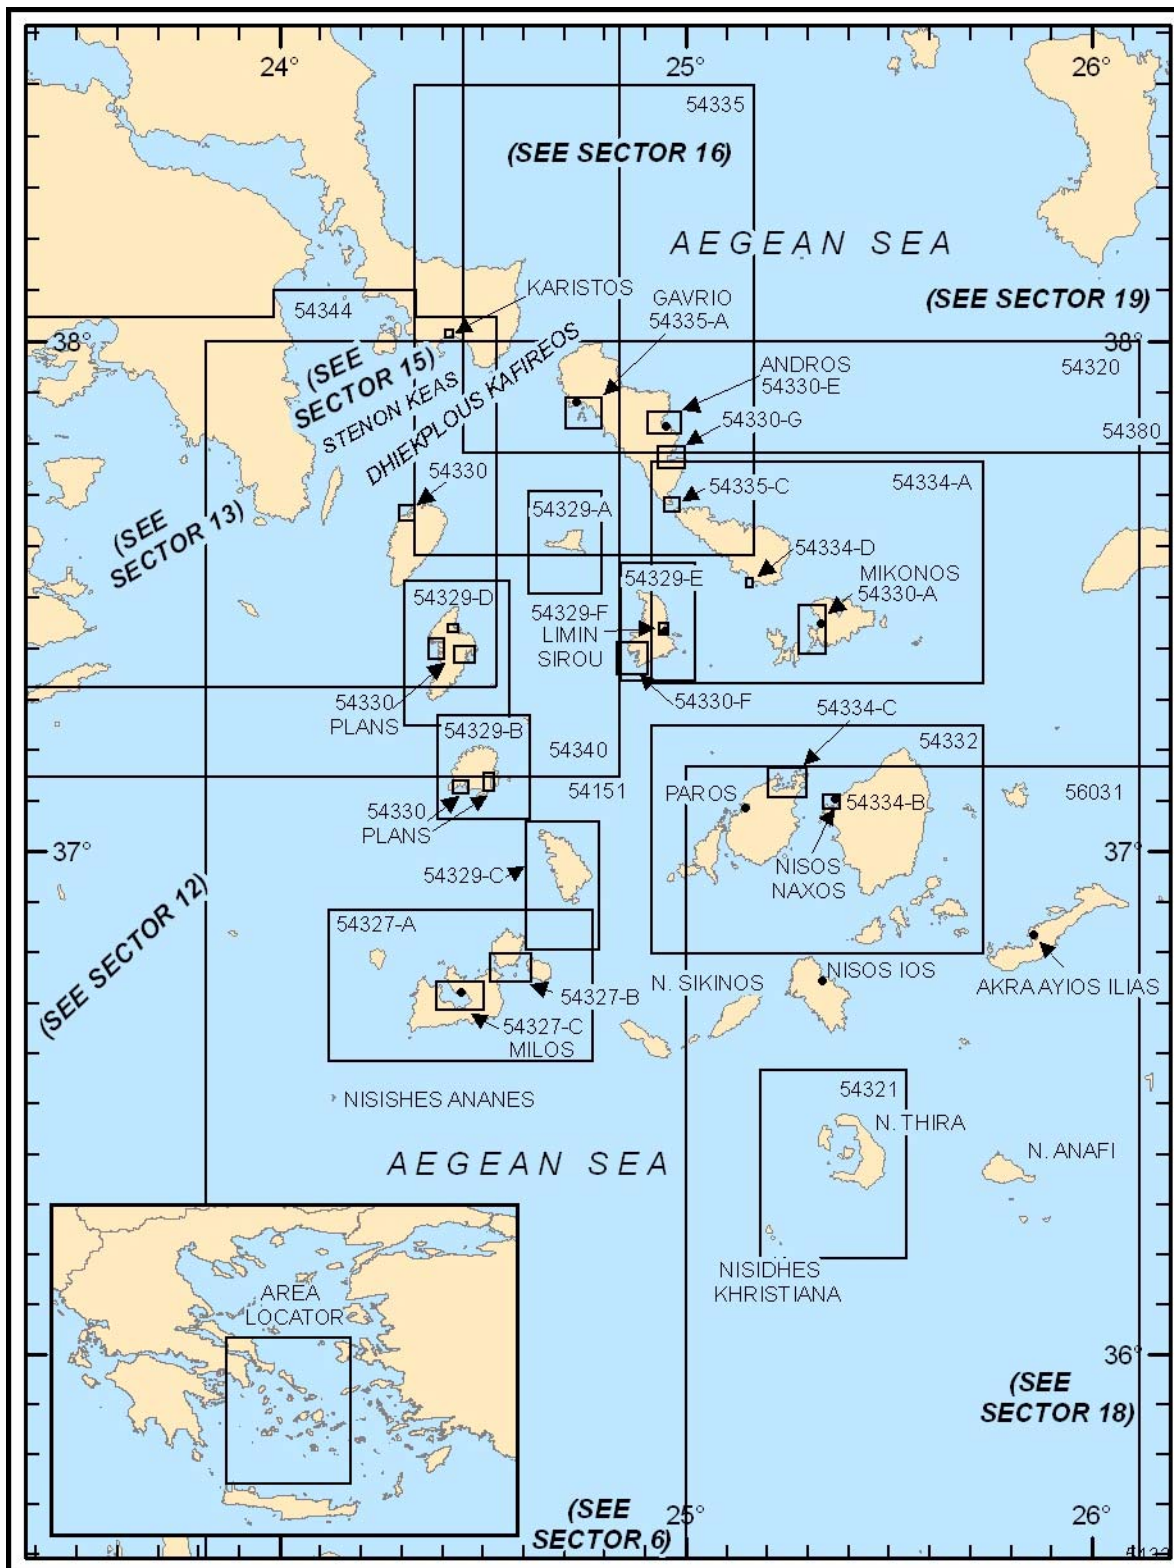 24°
25°
26°
54335
(SEE SECTOR 16)
AEGEAN SEA
KARISTOS
GAVRIO
54335-A
(SEE SECTOR 19)
54344
38°
38°
(SEE
SECTOR 15)
STENON KEAS
DHIEKPLOUS KAFIREOS
ANDROS
54330-E
54320
54330-G
54380
54330
54335-C
54334-A
54329-A
(SEE
SECTOR 13)
54334-D
54329-E
MIKONOS
54330-A
54329-D
54329-F
LIMIN
SIROU
54330
PLANS
54330-F
54334-C
54329-B
54340
54332
54151
56031
54330
PLANS
PAROS
54334-B
37°
37°
54329-C
NISOS
NAXOS
(SEE SECTOR 12)
54327-A
NISOS IOS
N. SIKINOS
AKRA AYIOS ILIAS
54327-B
54327-C
MILOS
NISISHES ANANES
54321
N. THIRA
AEGEAN SEA
N. ANAFI
NISIDHES
KHRISTIANA
AREA
LOCATOR
36°
(SEE
SECTOR 18)
(SEE
SECTOR 6)
25°
26°